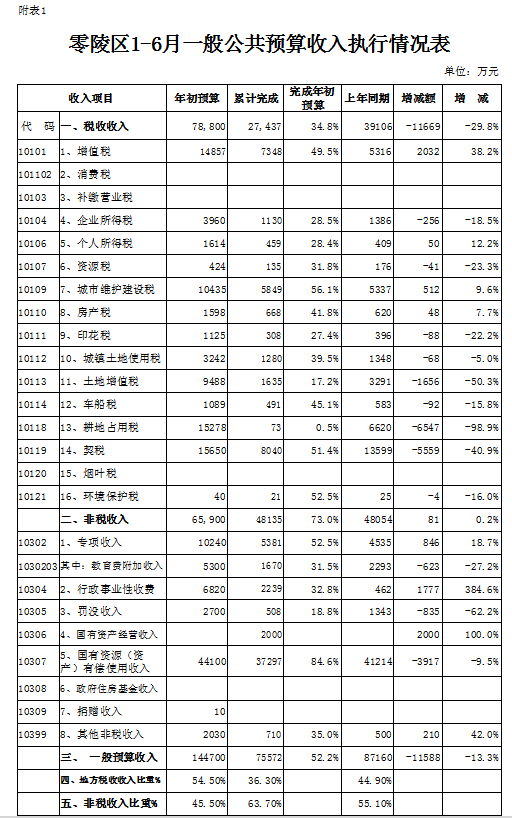 附表1
零陵区1-6月一般公共预算收入执行情况表
单位：万元
收入项目 年初预算 累计完成 完成年初预算 上年同期 增减额 增 减
代 码 一、税收收入 78,800 27,437 34.8% 39106 -11669 -29.8%
10101 1、增值税 14857 7348 49.5% 5316 2032 38.2%
101102 2、消费税
10103 3、补缴营业税
10104 4、企业所得税 3960 1130 28.5% 1386 -256 -18.5%
10106 5、个人所得税 1614 459 28.4% 409 50 12.2%
10107 6、资源税 424 135 31.8% 176 -41 -23.3%
10109 7、城市维护建设税 10435 5849 56.1% 5337 512 9.6%
10110 8、房产税 1598 668 41.8% 620 48 7.7%
10111 9、印花税 1125 308 27.4% 396 -88 -22.2%
10112 10、城镇土地使用税 3242 1280 39.5% 1348 -68 -5.0%
10113 11、土地增值税 9488 1635 17.2% 3291 -1656 -50.3%
10114 12、车船税 1089 491 45.1% 583 -92 -15.8%
10118 13、耕地占用税 15278 73 0.5% 6620 -6547 -98.9%
10119 14、契税 15650 8040 51.4% 13599 -5559 -40.9%
10120 15、烟叶税
10121 16、环境保护税 40 21 52.5% 25 -4 -16.0%
二、非税收入 65,900 48135 73.0% 48054 81 0.2%
10302 1、专项收入 10240 5381 52.5% 4535 846 18.7%
1030203 其中：教育费附加收入 5300 1670 31.5% 2293 -623 -27.2%
10304 2、行政事业性收费 6820 2239 32.8% 462 1777 384.6%
10305 3、罚没收入 2700 508 18.8% 1343 -835 -62.2%
10306 4、国有资产经营收入 2000 2000 100.0%
10307 5、国有资源（资产）有偿使用收入 44100 37297 84.6% 41214 -3917 -9.5%
10308 6、政府住房基金收入
10309 7、捐赠收入 10
10399 8、其他非税收入 2030 710 35.0% 500 210 42.0%
三、 一般预算收入 144700 75572 52.2% 87160 -11588 -13.3%
四、地方税收收入比重% 54.50% 36.30% 44.90%
五、非税收入比重% 45.50% 63.70% 55.10%